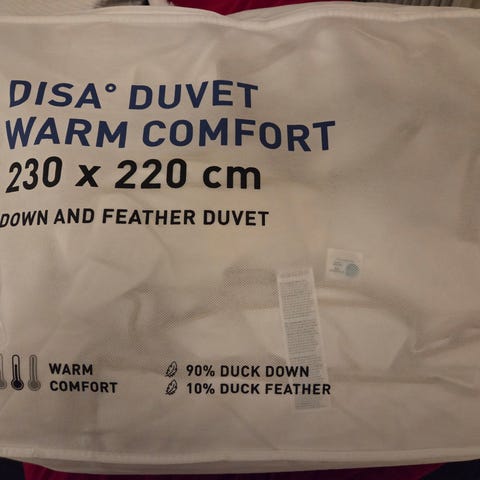 DISA° DUVET
WARM COMFORT
230 x 220 cm
DOWN AND FEATHER DUVET
WARM
COMFORT
90% DUCK DOWN
10% DUCK FEATHER